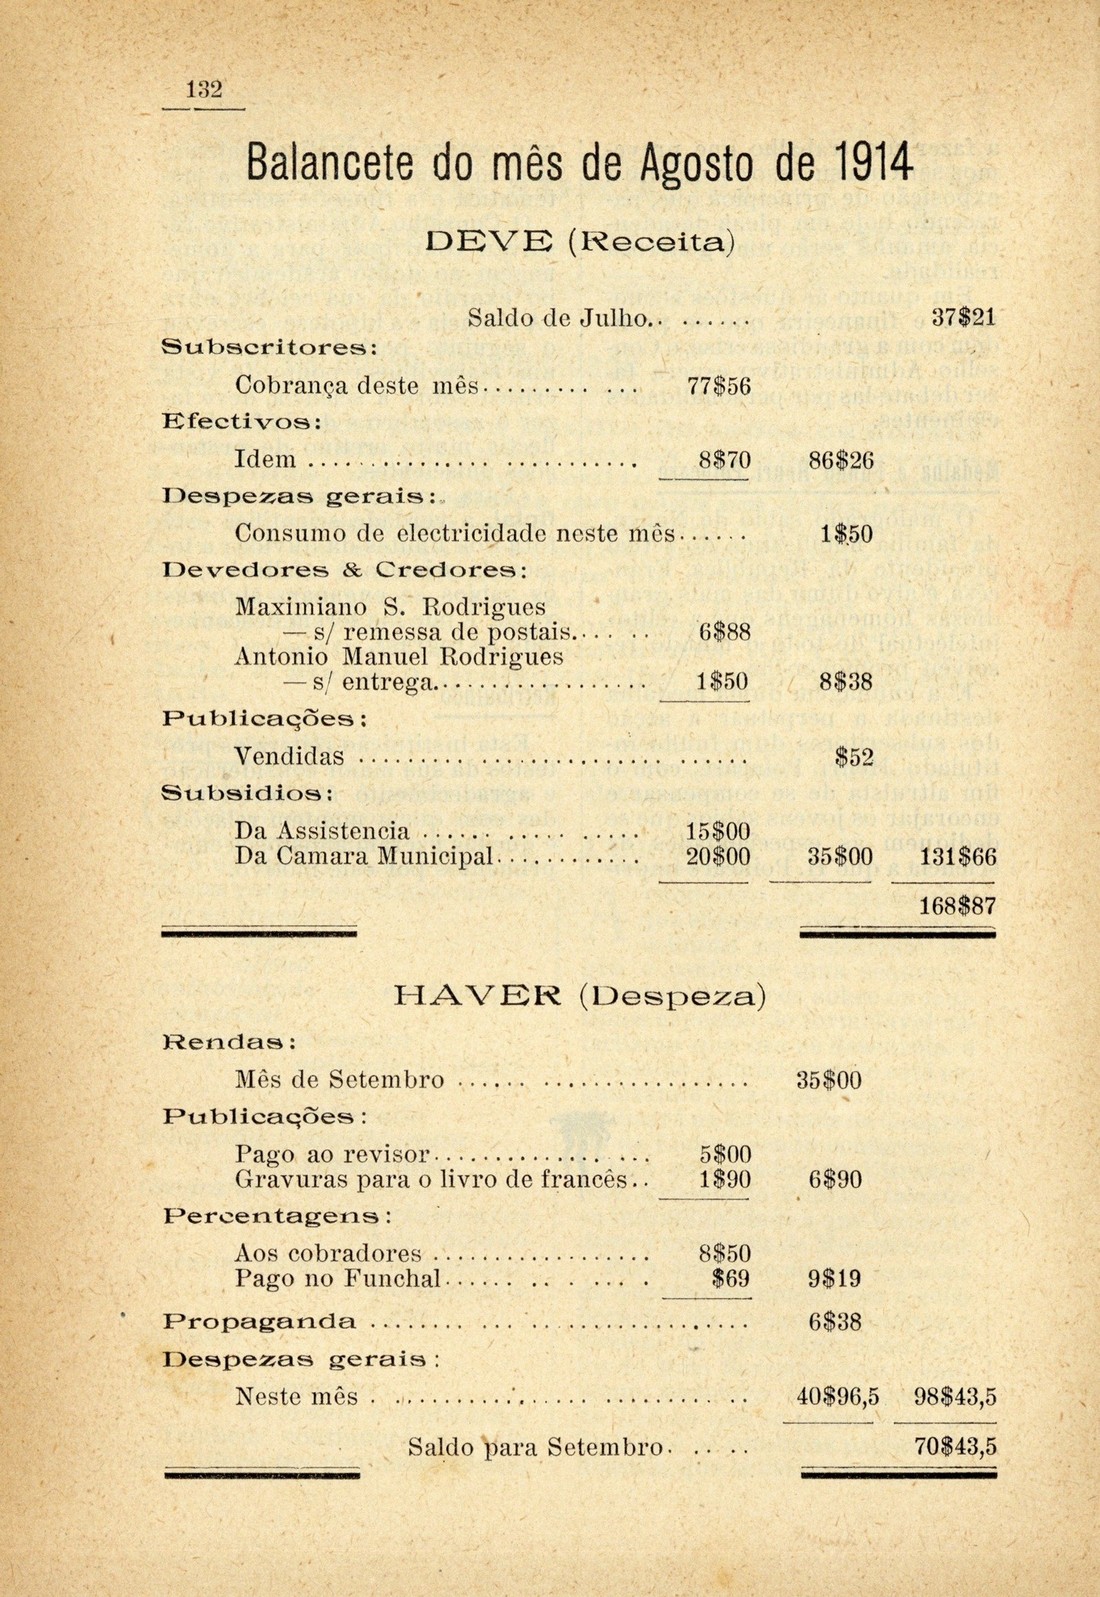 132
Balancete do mês de Agosto de 1914
DEVE (Receita)
Saldo de Julho.. ...... 37$21
Subscritores:
Cobrança deste mês......... ... 77$56
Efectivos:
Idem ............... ........... 8$70 86$26
Despezas gerais:
Consumo de electricidade neste mês...... 1$50
Devedores & Credores:
Maximiano S. Rodrigues
— s/ remessa de postais...... 6$88
Antonio Manuel Rodrigues
— s/ entrega.................. 1$50 8$38
Publicações:
Vendidas .......... ............... ...... $52
Subsidios:
Da Assistencia ...... ..... ..... 15$00
Da Camara Municipal............ 20$00 35$00 131$66
168$87
HAVER (Despeza)
Rendas:
Mês de Setembro ...... ................. 35$00
Publicações:
Pago ao revisor.............. ... 5$00
Gravuras para o livro de francês.. 1$90 6$90
Percentagens:
Aos cobradores .................. 8$50
Pago no Funchal...... .. . ... . $69 9$19
Propaganda ........ ... .................. 6$38
Despezas gerais:
Neste mês . ................ ........... .. 40$96,5 98$43,5
Saldo para Setembro. .. .. 70$43,5